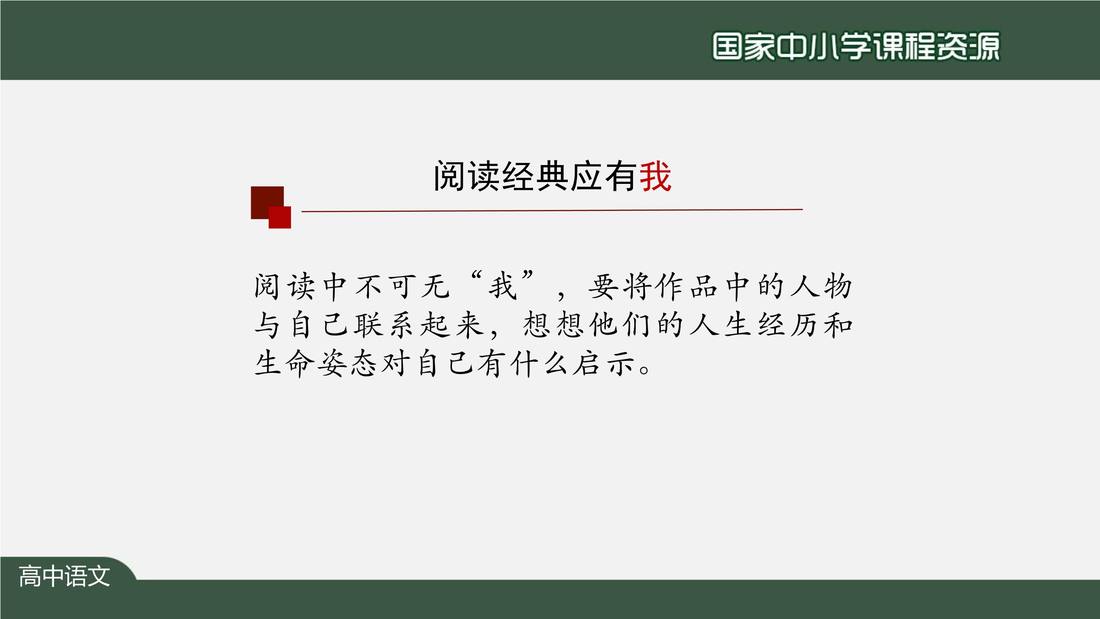 国家中小学课程资源
阅读经典应有我
阅读中不可无“我”，要将作品中的人物
与自己联系起来，想想他们的人生经历和
生命姿态对自己有什么启示。
高中语文